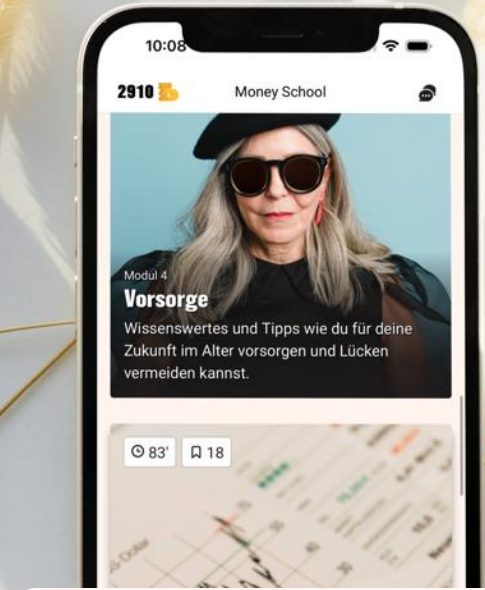 10:08
2910 Money School
Modul 4
Vorsorge
Wissenswertes und Tipps wie du für deine
Zukunft im Alter vorsorgen und Lücken
vermeiden kannst.
83' 18